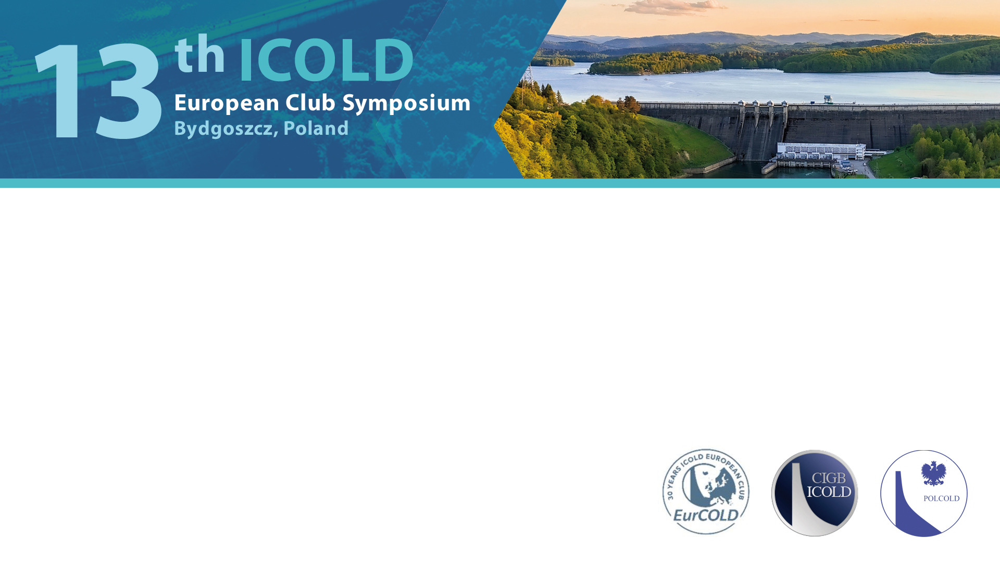 13th ICOLD
European Club Symposium
Bydgoszcz, Poland
30 YEARS ICOLD EUROPEAN CLUB
EurCOLD
CIGB
ICOLD
POLCOLD